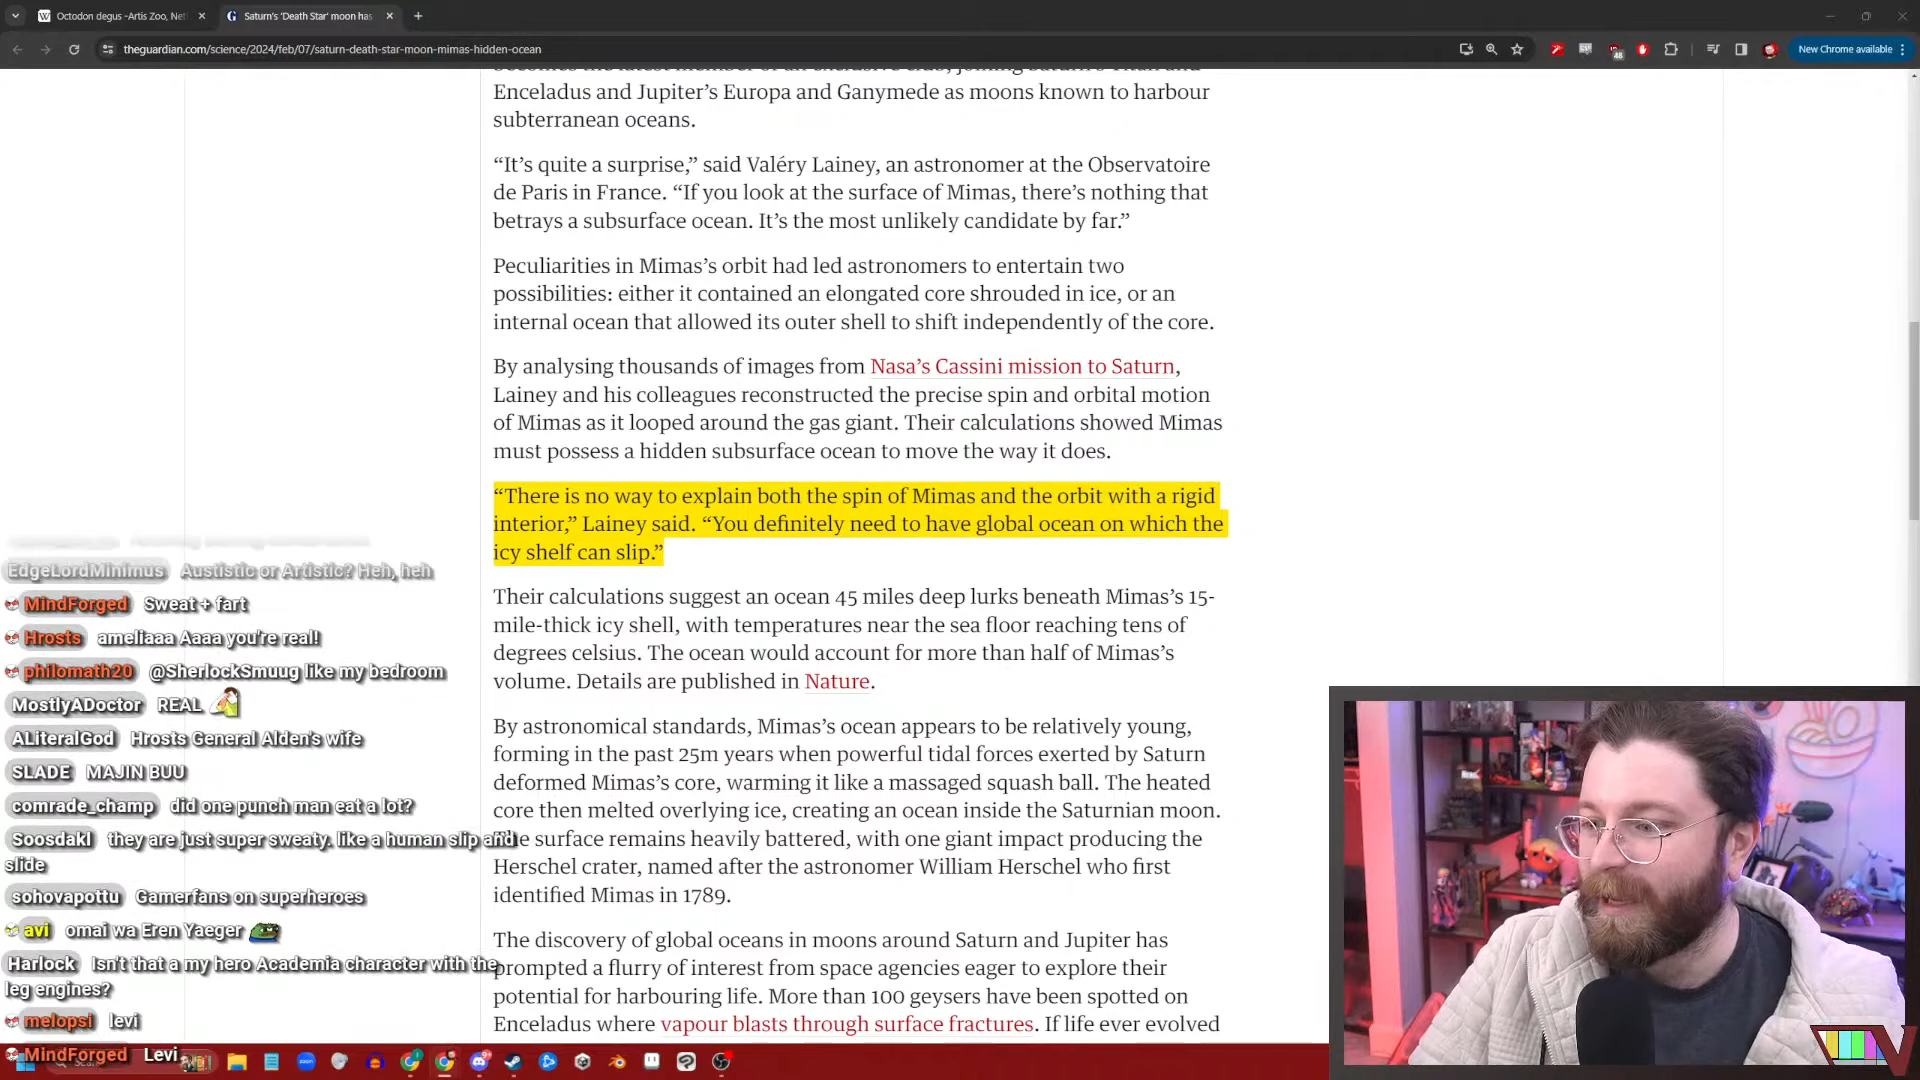 Octodon degus -Artis Zoo, Net
Saturn's 'Death Star' moon has
theguardian.com/science/2024/feb/07/saturn-death-star-moon-mimas-hidden-ocean
48
New Chrome available
Enceladus and Jupiter’s Europa and Ganymede as moons known to harbour
subterranean oceans.
“It’s quite a surprise,” said Valéry Lainey, an astronomer at the Observatoire
de Paris in France. “If you look at the surface of Mimas, there’s nothing that
betrays a subsurface ocean. It’s the most unlikely candidate by far.”
Peculiarities in Mimas’s orbit had led astronomers to entertain two
possibilities: either it contained an elongated core shrouded in ice, or an
internal ocean that allowed its outer shell to shift independently of the core.
By analysing thousands of images from Nasa’s Cassini mission to Saturn,
Lainey and his colleagues reconstructed the precise spin and orbital motion
of Mimas as it looped around the gas giant. Their calculations showed Mimas
must possess a hidden subsurface ocean to move the way it does.
“There is no way to explain both the spin of Mimas and the orbit with a rigid
interior,” Lainey said. “You definitely need to have global ocean on which the
icy shelf can slip.”
Their calculations suggest an ocean 45 miles deep lurks beneath Mimas’s 15-
mile-thick icy shell, with temperatures near the sea floor reaching tens of
degrees celsius. The ocean would account for more than half of Mimas’s
volume. Details are published in Nature.
By astronomical standards, Mimas’s ocean appears to be relatively young,
forming in the past 25m years when powerful tidal forces exerted by Saturn
deformed Mimas’s core, warming it like a massaged squash ball. The heated
core then melted overlying ice, creating an ocean inside the Saturnian moon.
The surface remains heavily battered, with one giant impact producing the
Herschel crater, named after the astronomer William Herschel who first
identified Mimas in 1789.
The discovery of global oceans in moons around Saturn and Jupiter has
prompted a flurry of interest from space agencies eager to explore their
potential for harbouring life. More than 100 geysers have been spotted on
Enceladus where vapour blasts through surface fractures. If life ever evolved
EdgeLordMinimus Austistic or Artistic? Heh, heh
MindForged Sweat + fart
Hrosts ameliaaa Aaaa you're real!
philomath20 @SherlockSmuug like my bedroom
MostlyADoctor REAL
ALiteralGod Hrosts General Alden's wife
SLADE MAJIN BUU
comrade_champ did one punch man eat a lot?
Soosdakl they are just super sweaty. like a human slip and
slide
sohovapottu Gamerfans on superheroes
avi omai wa Eren Yaeger
Harlock Isn't that a my hero Academia character with the
leg engines?
melopsi levi
MindForged Levi